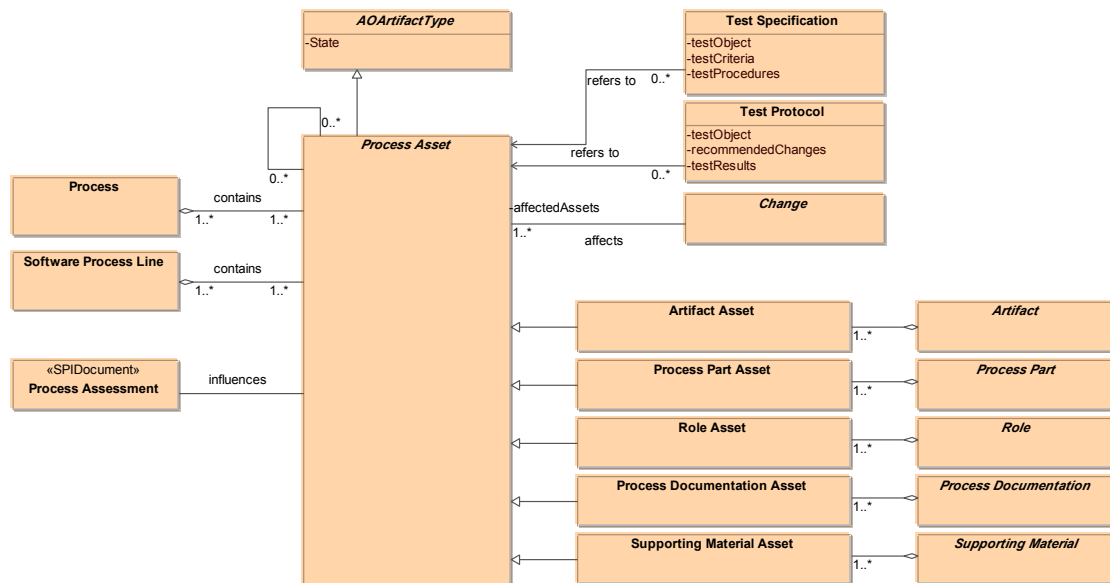 AOArtifactType
-State
Test Specification
-testObject
-testCriteria
-testProcedures
refers to
0..*
Test Protocol
-testObject
-recommendedChanges
-testResults
refers to
0..*
0..*
0..*
Process Asset
Process
contains
1..*
1..*
-affectedAssets
1..*
affects
Change
Software Process Line
contains
1..*
1..*
«SPIDocument»
Process Assessment
influences
Artifact Asset
1..*
Artifact
Process Part Asset
1..*
Process Part
Role Asset
1..*
Role
Process Documentation Asset
1..*
Process Documentation
Supporting Material Asset
1..*
Supporting Material